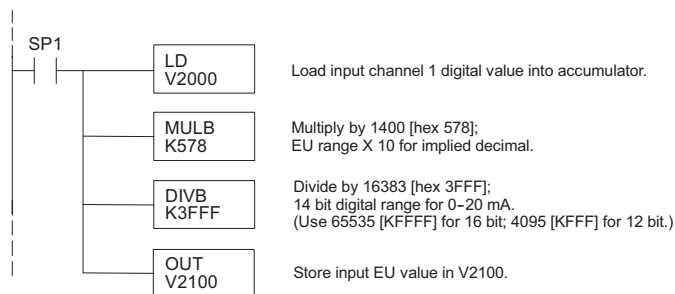 SP1
LD
V2000
Load input channel 1 digital value into accumulator.
MULB
K578
Multiply by 1400 [hex 578];
EU range X 10 for implied decimal.
DIVB
K3FFF
Divide by 16383 [hex 3FFF];
14 bit digital range for 0-20 mA.
(Use 65535 [KFFFF] for 16 bit; 4095 [KFFF] for 12 bit.)
OUT
V2100
Store input EU value in V2100.